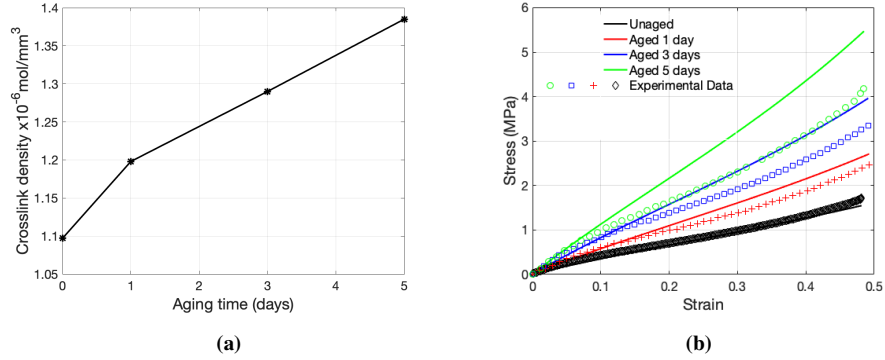 1.4
1.35
1.3
1.25
1.2
1.15
1.1
1.05
0
1
2
3
4
5
Crosslink density x10⁻⁶ mol/mm³
Aging time (days)
(a)
6
5
4
3
2
1
0
0
0.1
0.2
0.3
0.4
0.5
Stress (MPa)
Strain
Unaged
Aged 1 day
Aged 3 days
Aged 5 days
Experimental Data
(b)